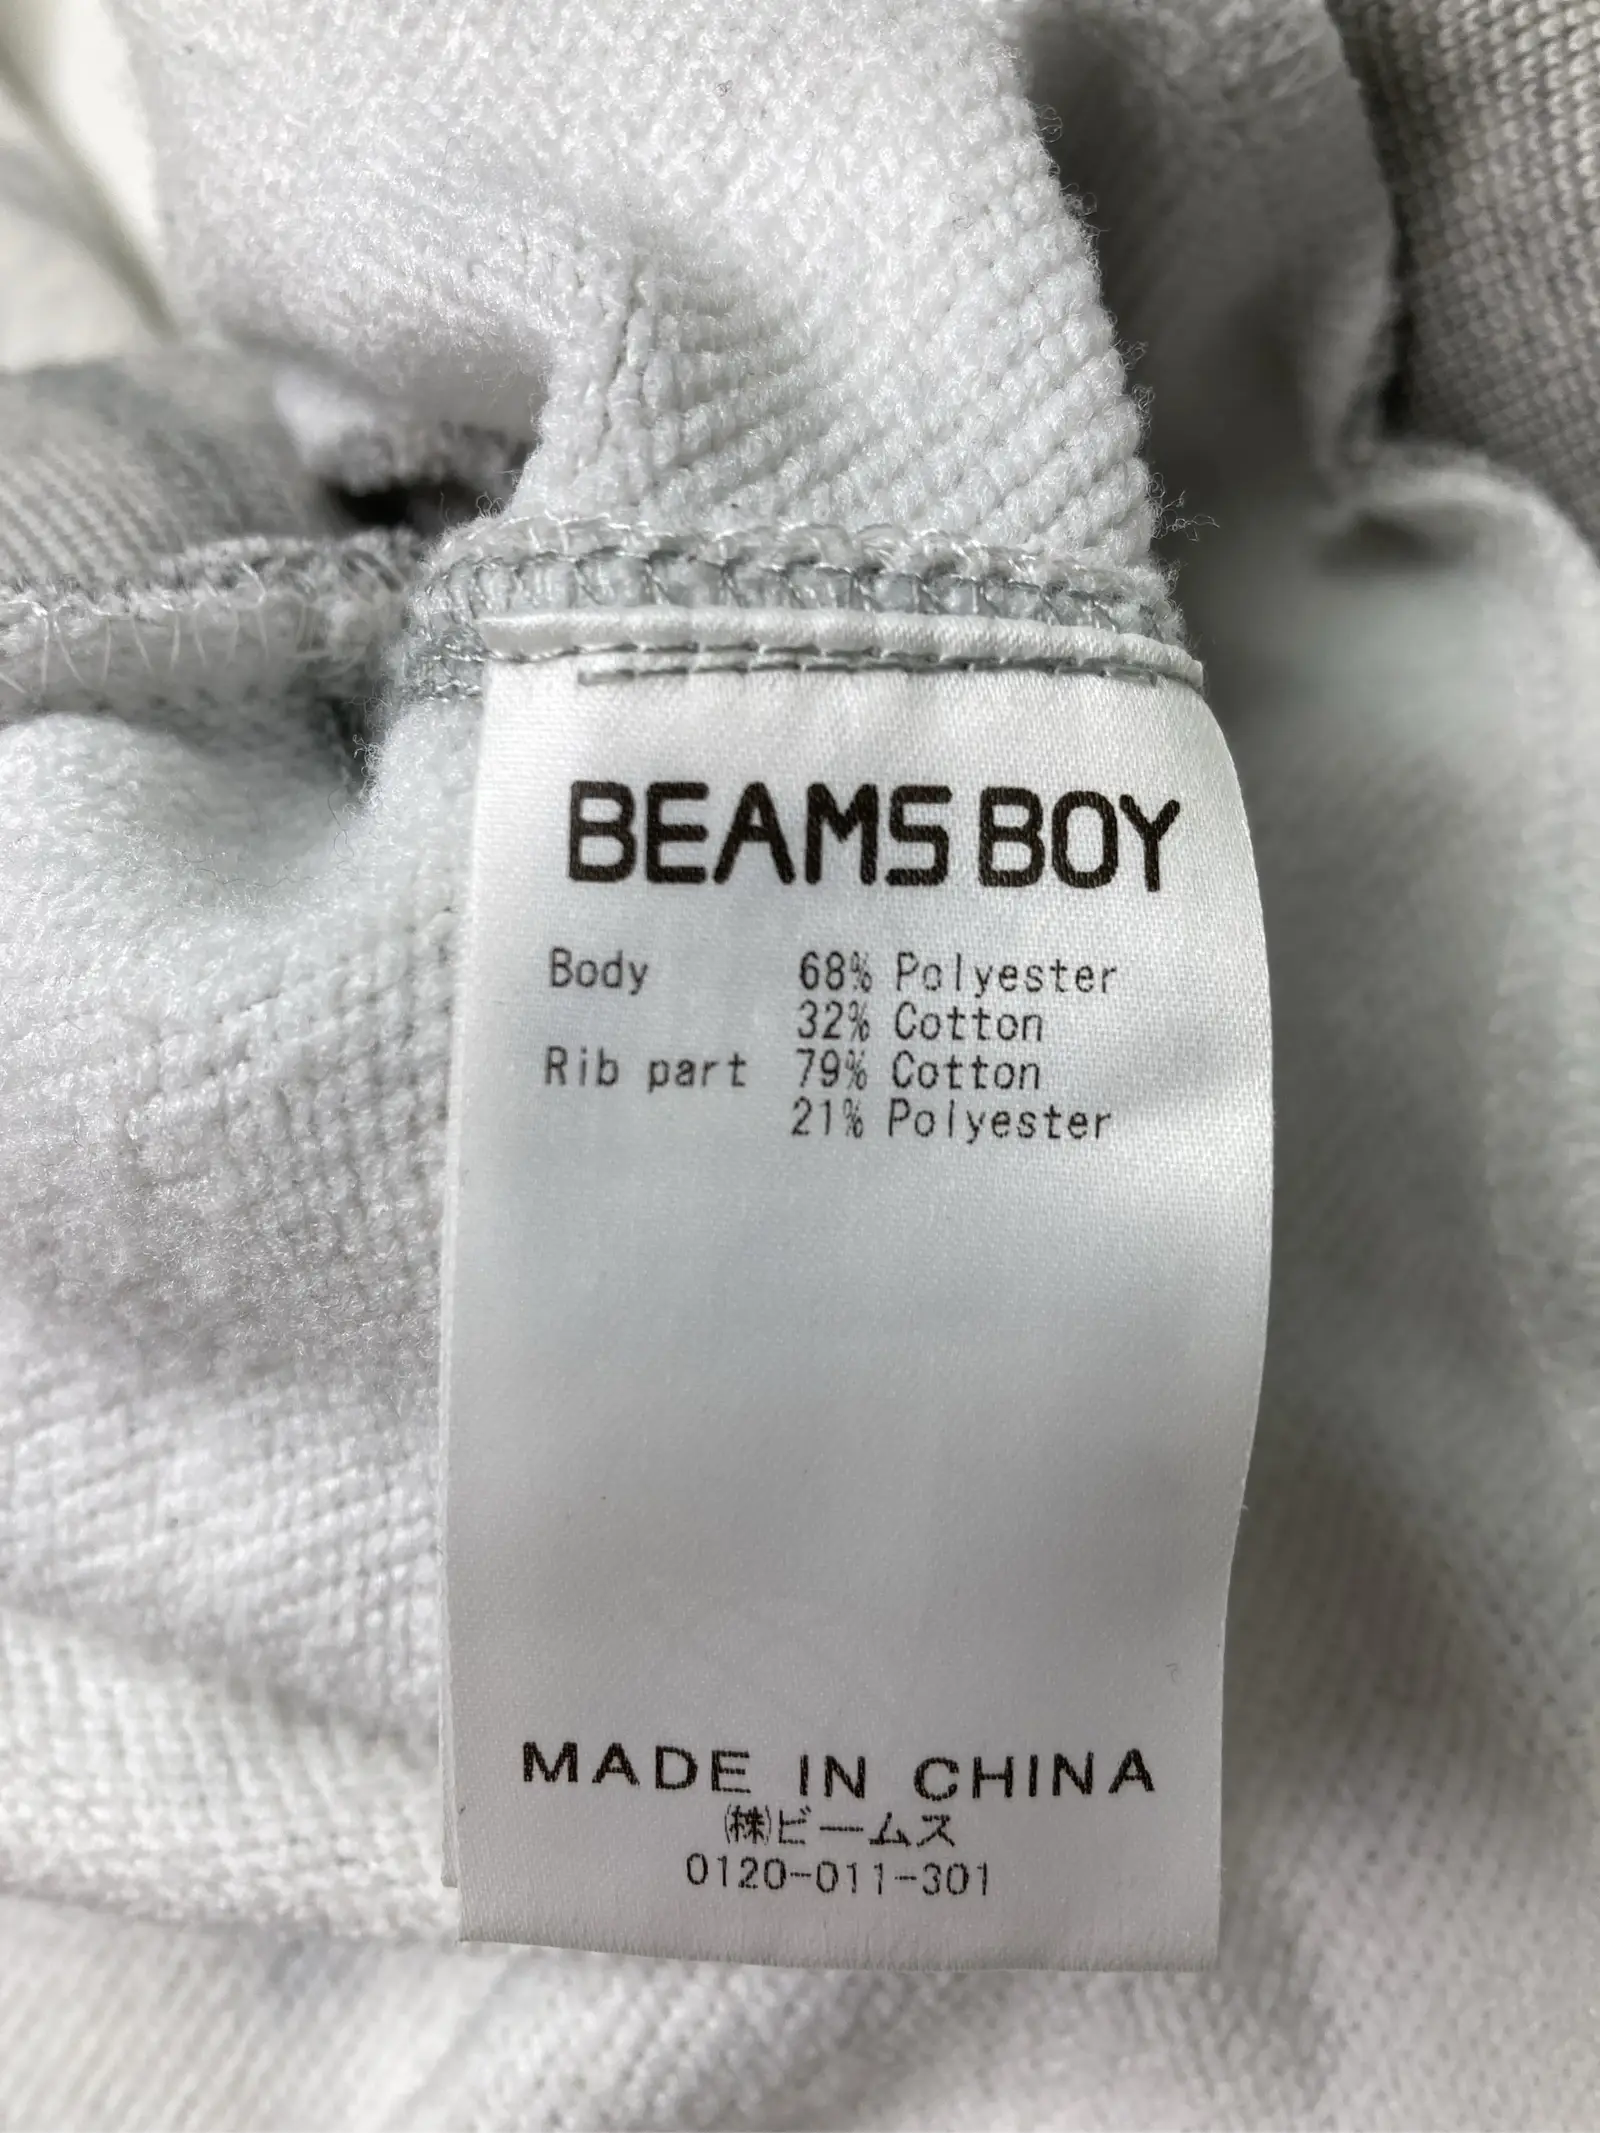 BEAMS BOY
Body 68% Polyester
32% Cotton
Rib part 79% Cotton
21% Polyester
MADE IN CHINA
㈱ビームス
0120-011-301